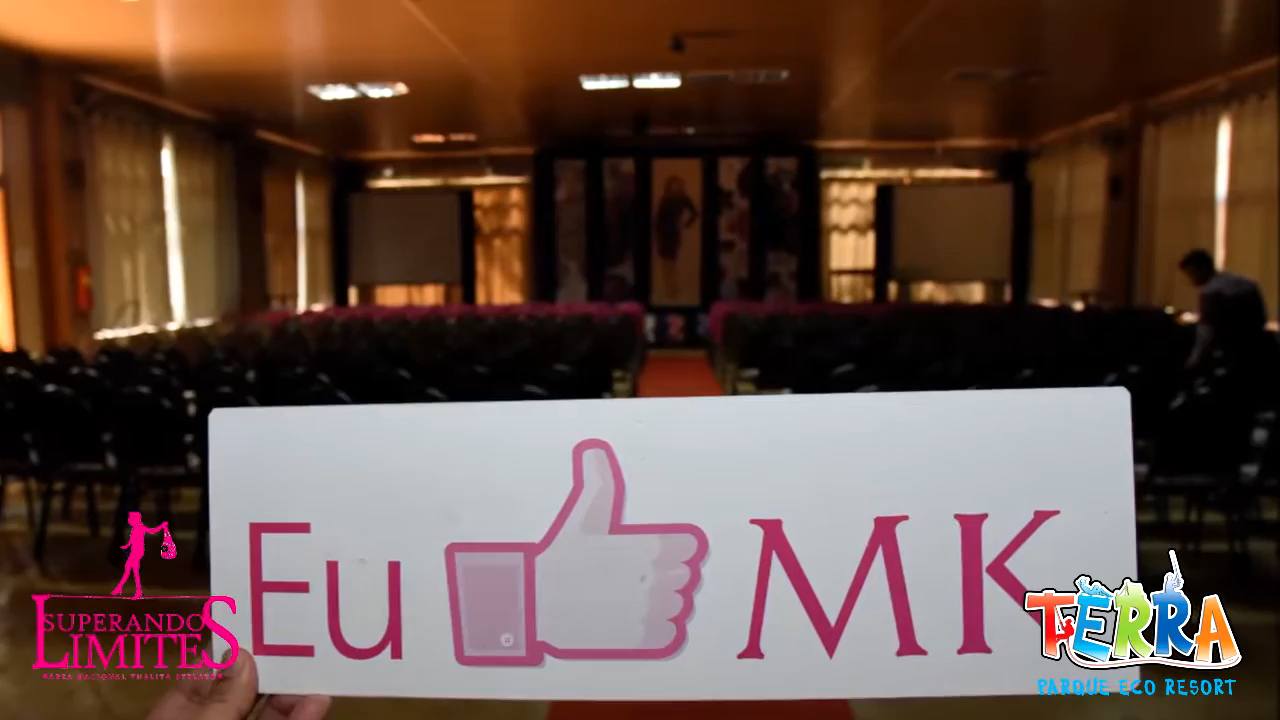 Eu MK
SUPERANDO
LIMITES
TERRA
PARQUE ECO RESORT